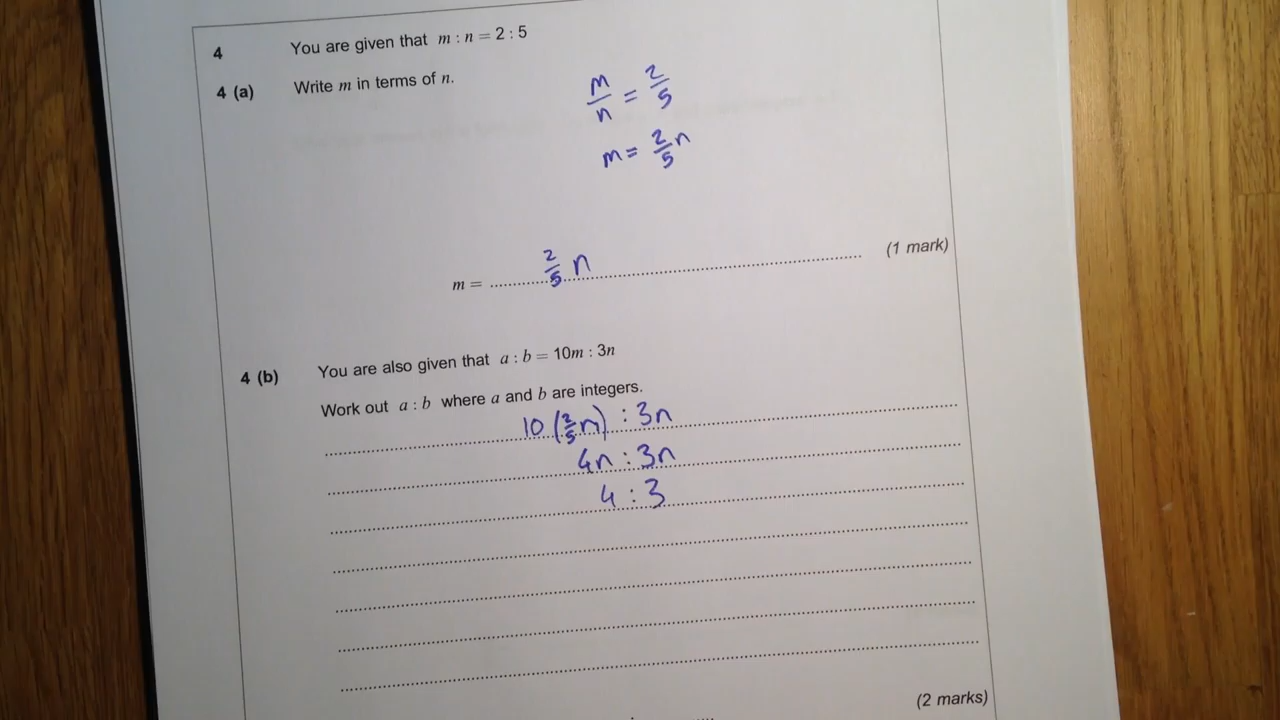 4 You are given that m : n = 2 : 5
4 (a) Write m in terms of n.
m/n = 2/5
m = 2/5 n
m = 2/5 n (1 mark)
4 (b) You are also given that a : b = 10m : 3n
Work out a : b where a and b are integers.
10 (2/5 n) : 3n
4n : 3n
4 : 3
(2 marks)